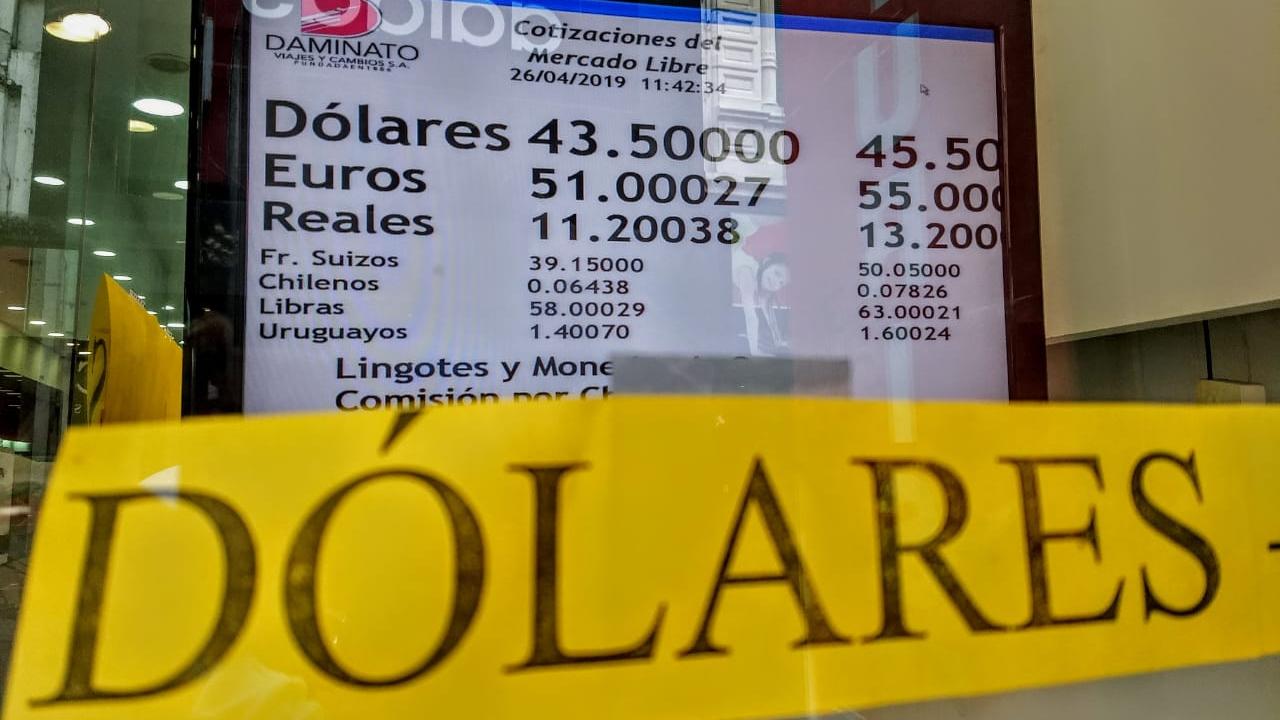 DAMINATO
VIAJES Y CAMBIOS S.A.
Cotizaciones del
Mercado Libre
26/04/2019 11:42:34
Dólares 43.50000 45.50
Euros 51.00027 55.000
Reales 11.20038 13.200
Fr. Suizos 39.15000 50.05000
Chilenos 0.06438 0.07826
Libras 58.00029 63.00021
Uruguayos 1.40070 1.60024
Lingotes y Mone
Comisión por Ch
DÓLARES -